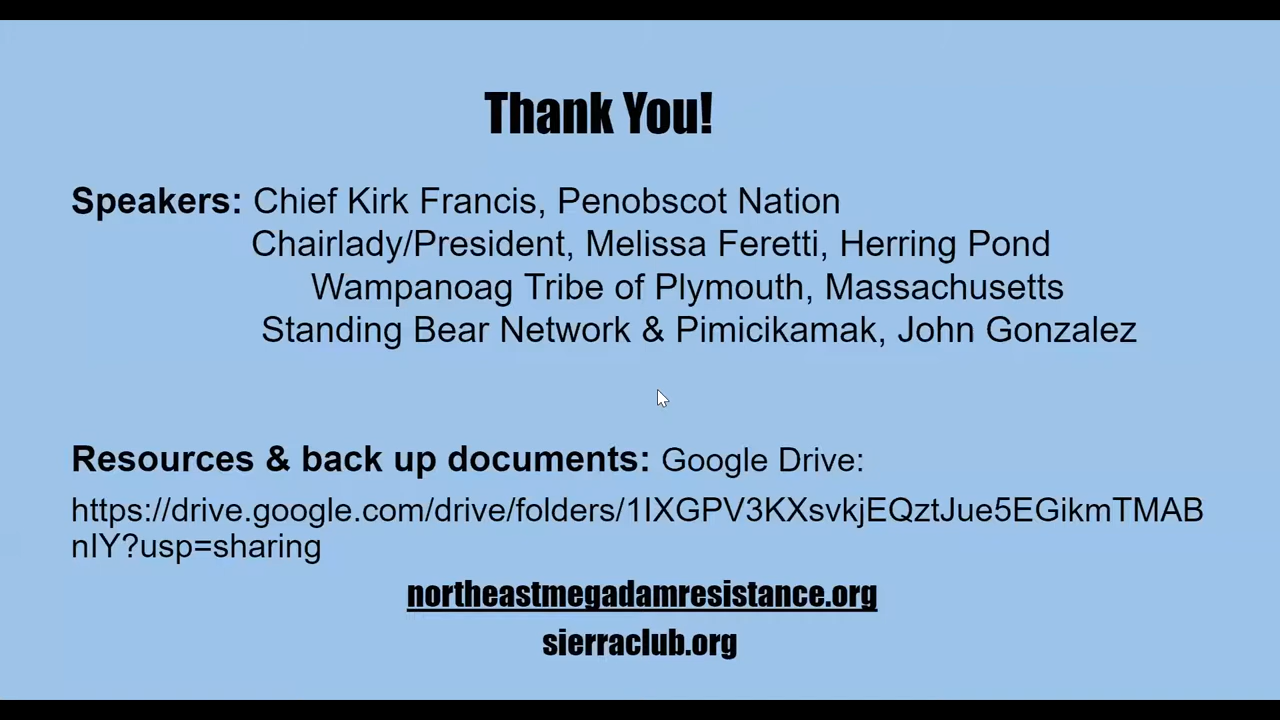 Thank You!
Speakers: Chief Kirk Francis, Penobscot Nation
Chairlady/President, Melissa Feretti, Herring Pond
Wampanoag Tribe of Plymouth, Massachusetts
Standing Bear Network & Pimicikamak, John Gonzalez
Resources & back up documents: Google Drive:
https://drive.google.com/drive/folders/1IXGPV3KXsvkjEQztJue5EGikmTMAB
nIY?usp=sharing
northeastmegadamresistance.org
sierraclub.org